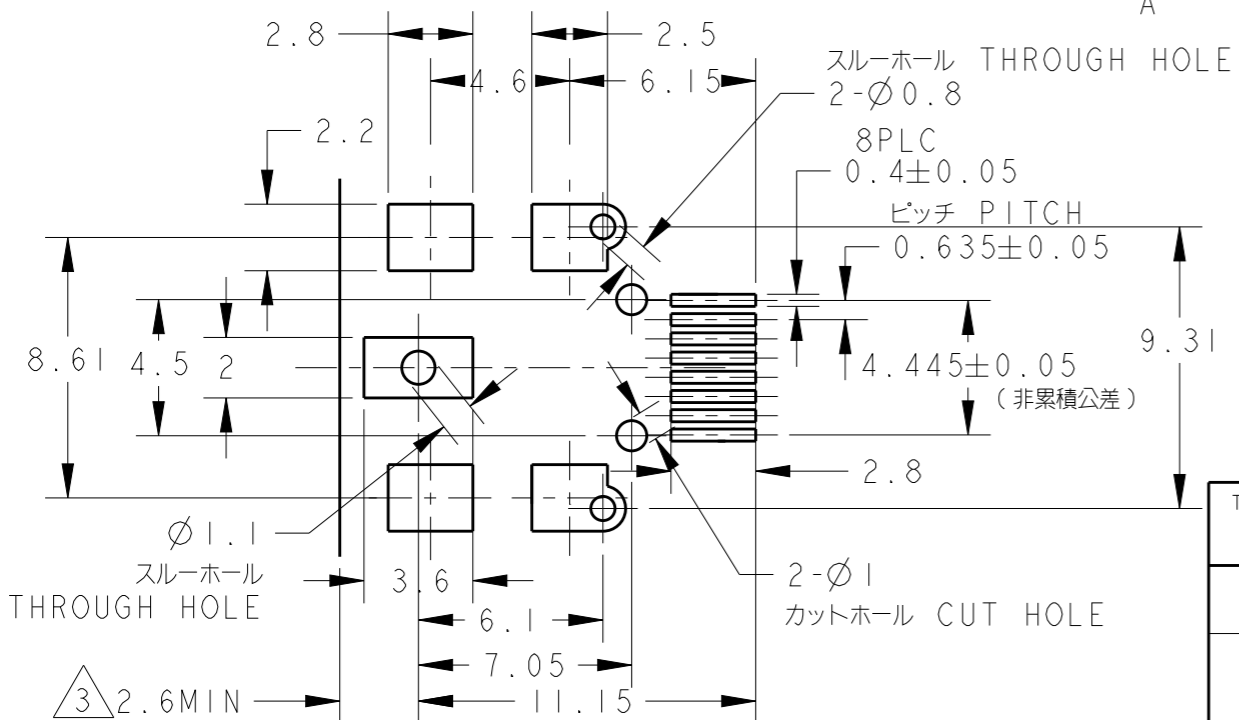 A
2.8
2.5
4.6
6.15
スルーホール THROUGH HOLE
2-Ø0.8
2.2
8PLC
0.4±0.05
ピッチ PITCH
0.635±0.05
8.61
4.5
2
4.445±0.05
(非累積公差)
9.31
2.8
Ø1.1
スルーホール
THROUGH HOLE
3.6
2-Ø1
カットホール CUT HOLE
6.1
7.05
3
2.6MIN
11.15
T